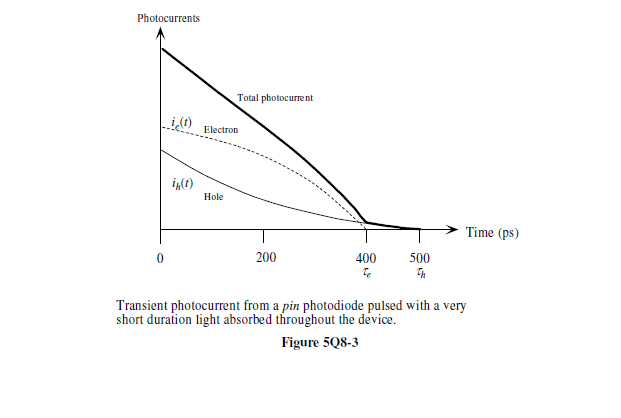 Photocurrents
Total photocurrent
i_e(t) Electron
i_h(t)
Hole
Time (ps)
0 200 400 500
τ_e τ_h
Transient photocurrent from a pin photodiode pulsed with a very
short duration light absorbed throughout the device.
Figure 5Q8-3